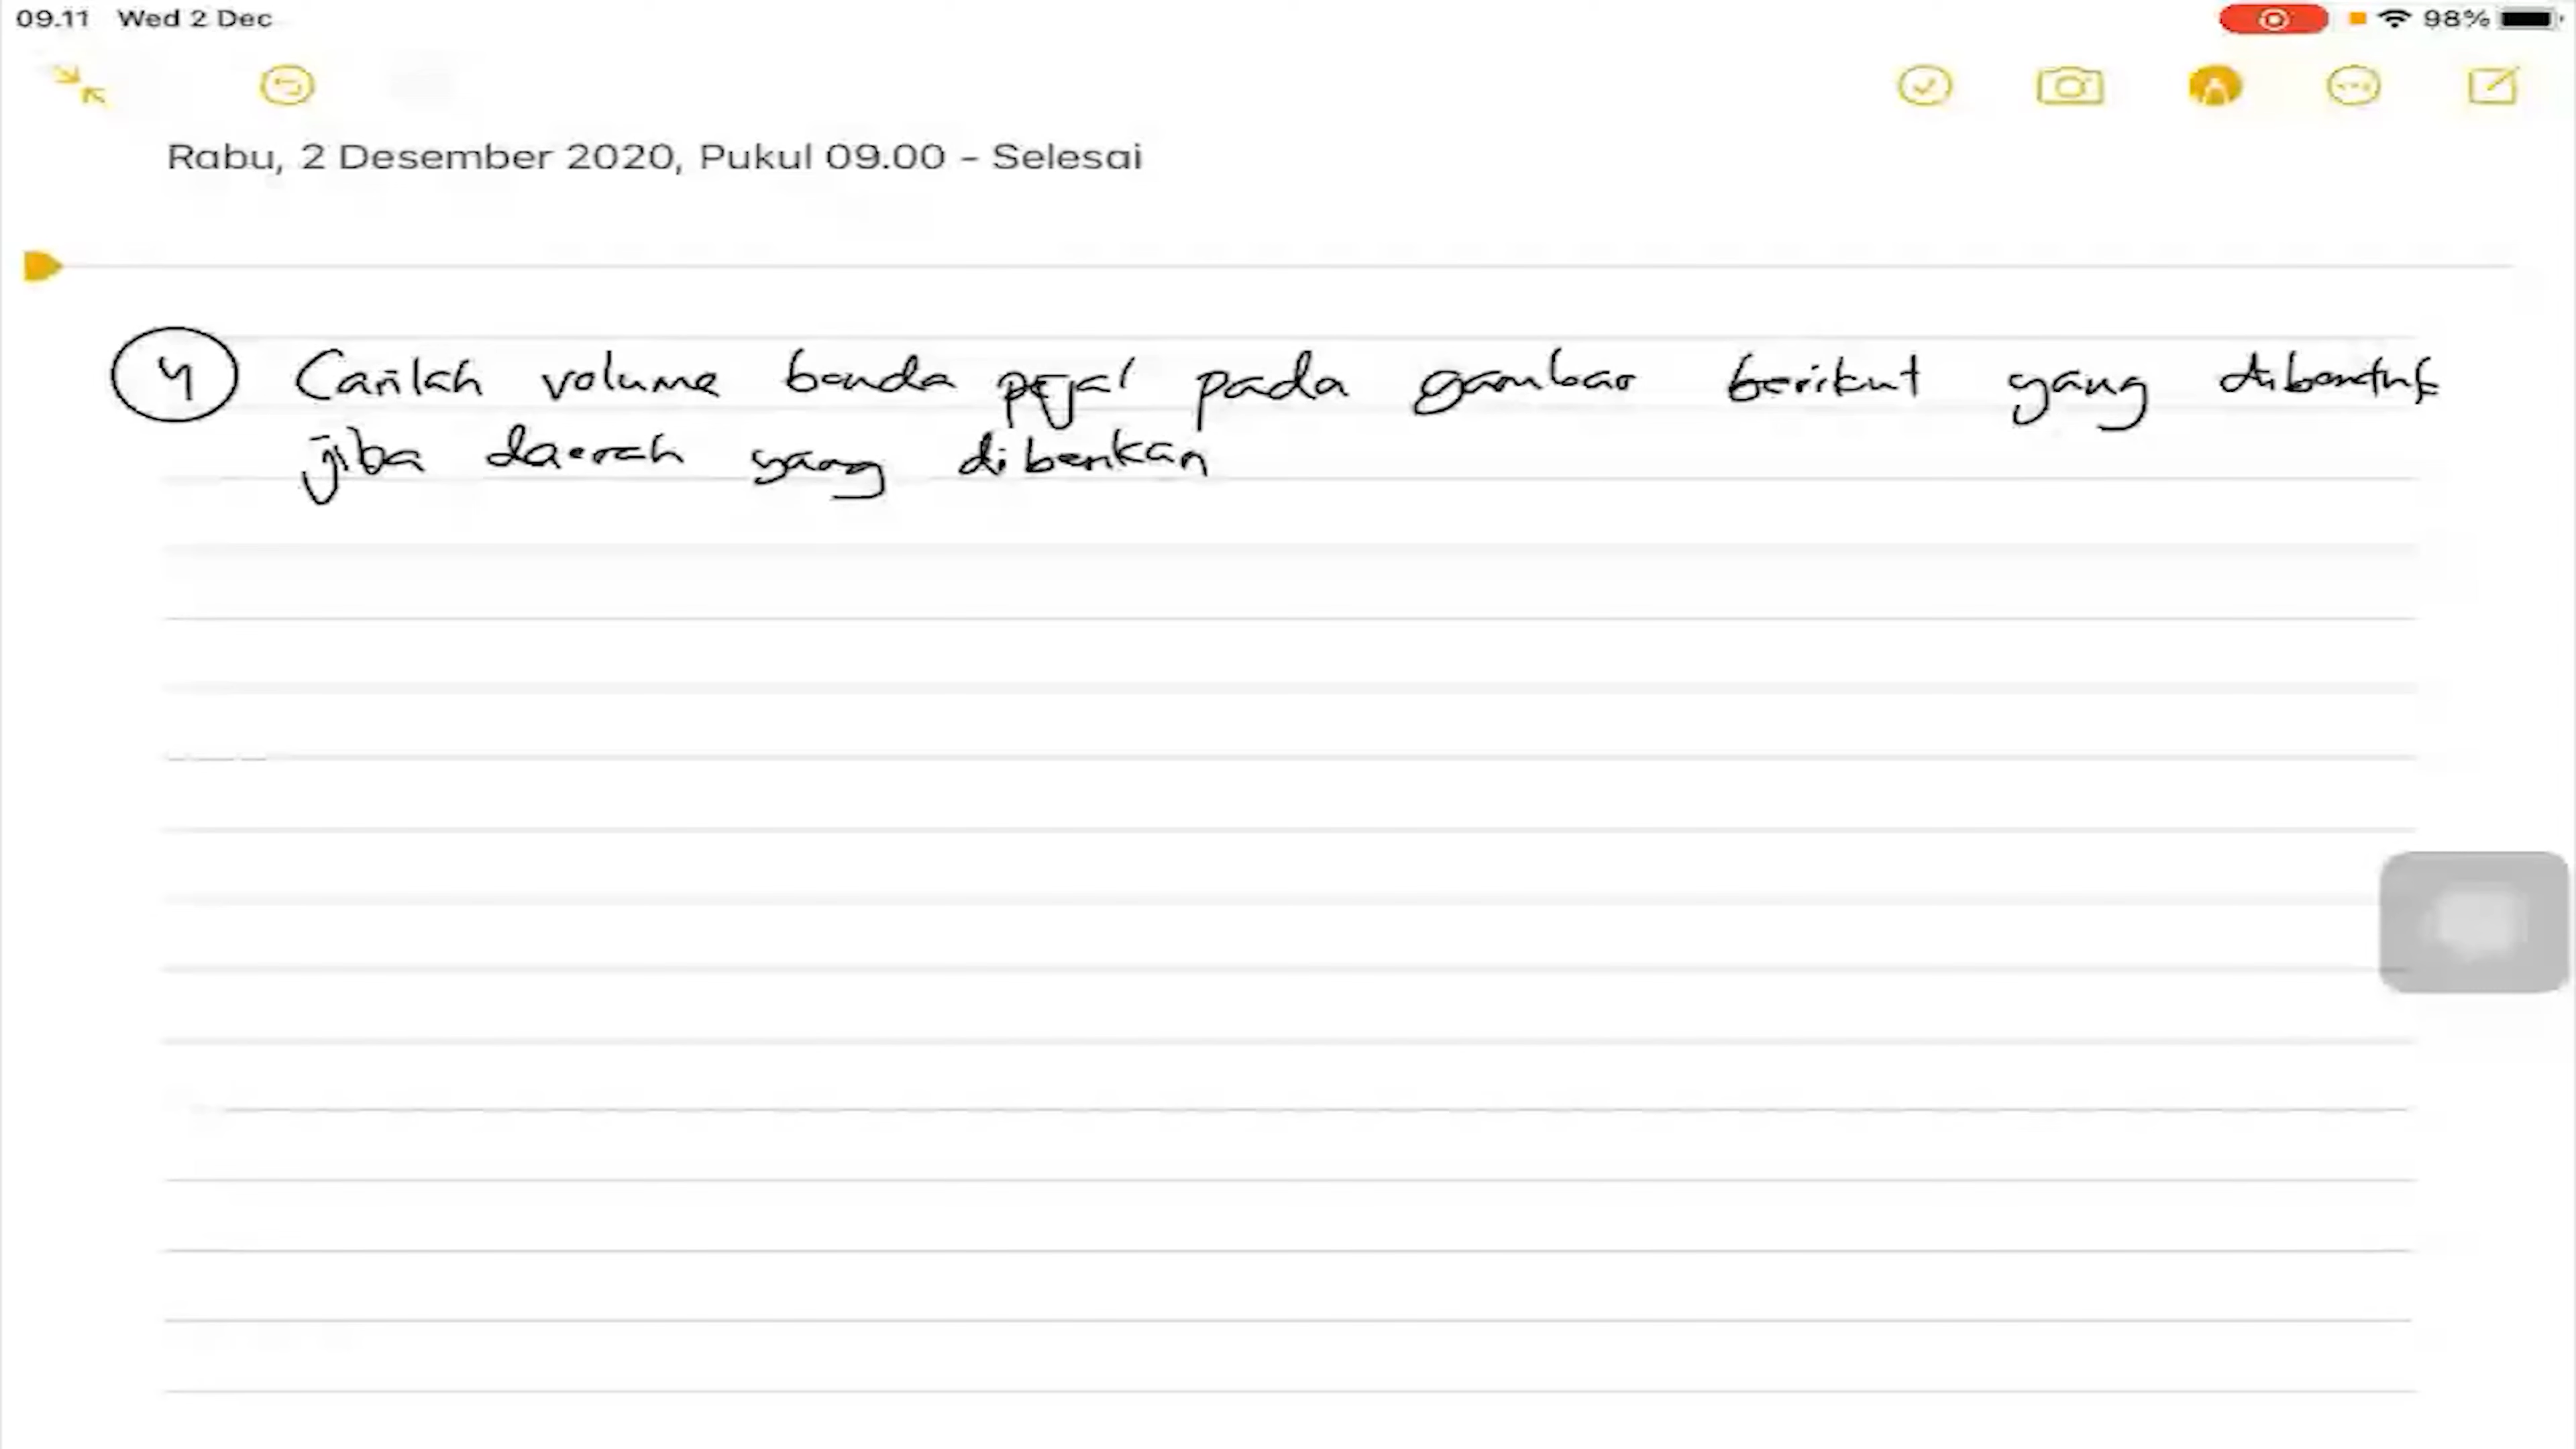 09.11 Wed 2 Dec 98%
Rabu, 2 Desember 2020, Pukul 09.00 - Selesai
4 Carilah volume benda pejal pada gambar berikut yang dibentuk
jika daerah yang diberikan